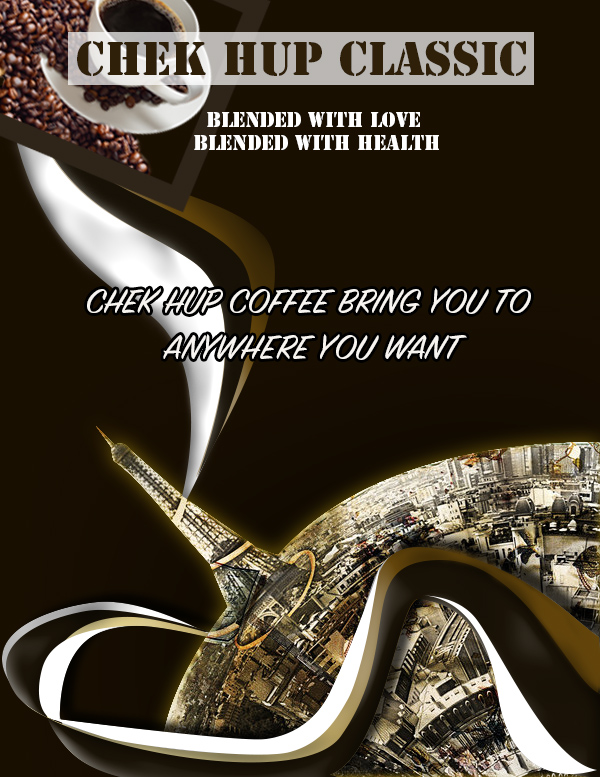 CHEK HUP CLASSIC
BLENDED WITH LOVE
BLENDED WITH HEALTH
CHEK HUP COFFEE BRING YOU TO
ANYWHERE YOU WANT